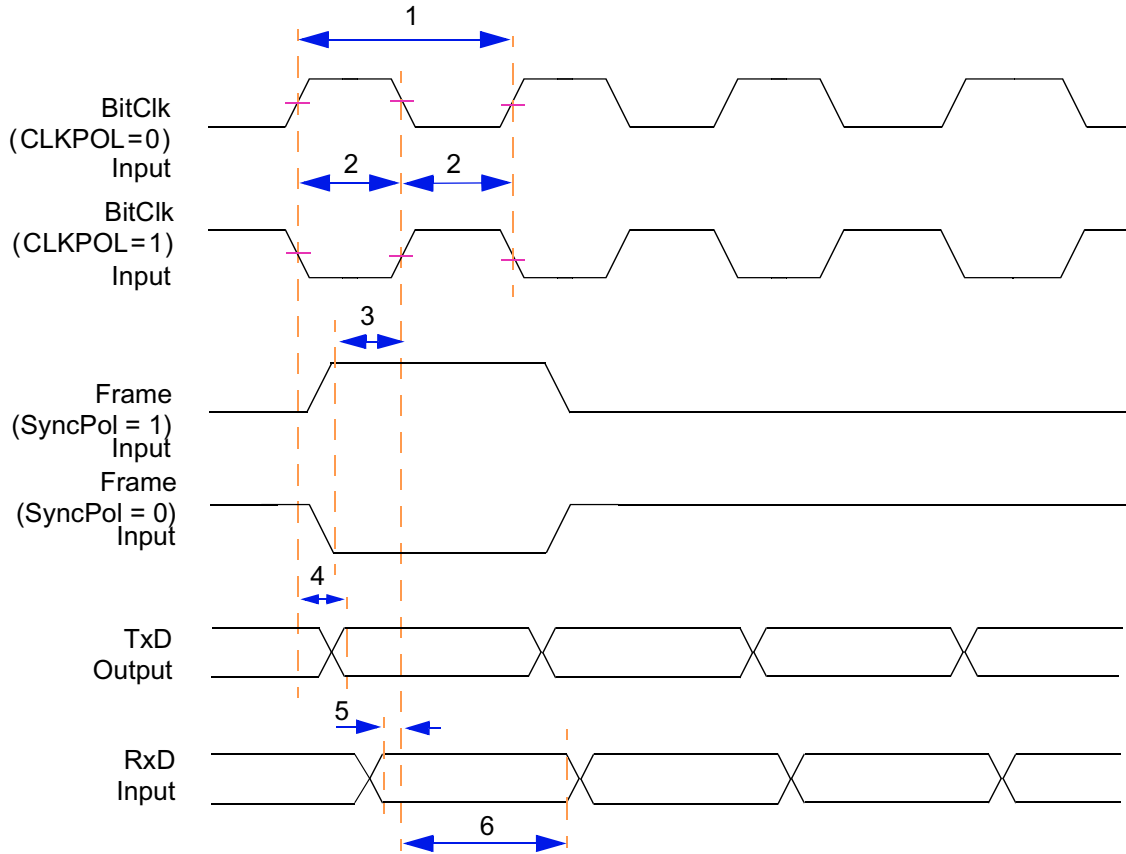 1
BitClk
(CLKPOL=0)
Input
2 2
BitClk
(CLKPOL=1)
Input
3
Frame
(SyncPol = 1)
Input
Frame
(SyncPol = 0)
Input
4
TxD
Output
5
RxD
Input
6